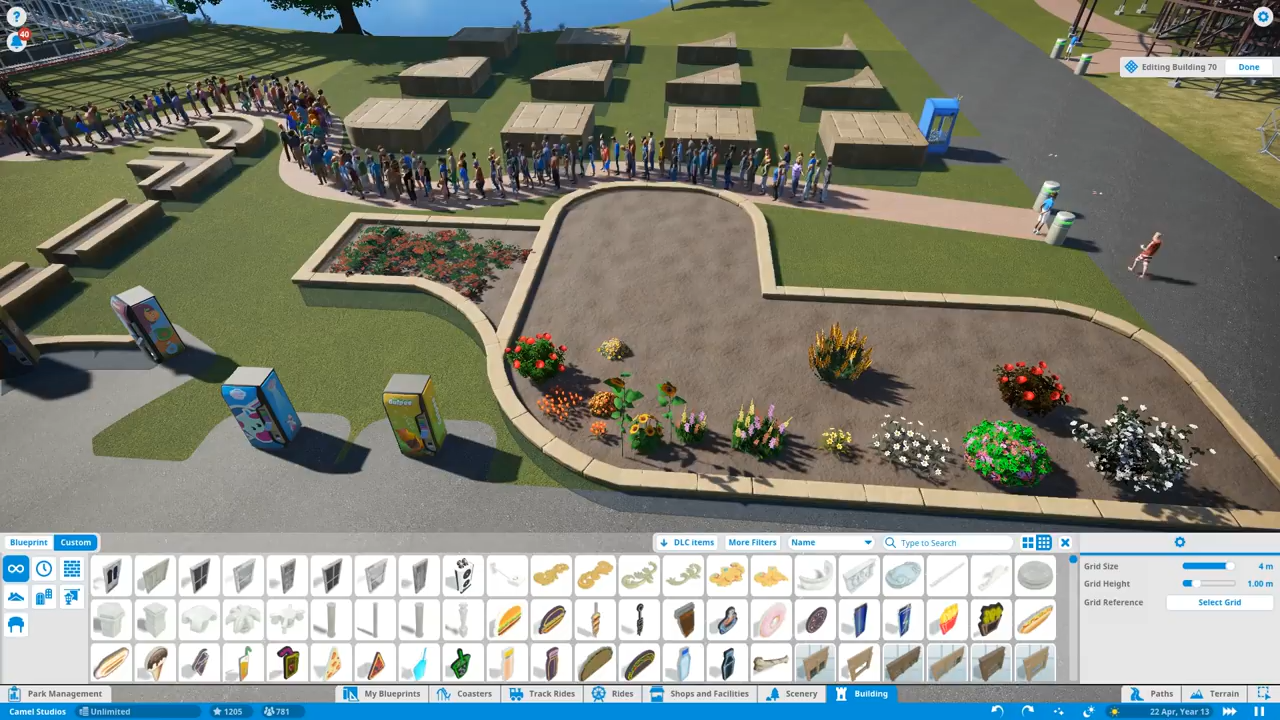 ?
40
Editing Building 70 Done
Blueprint Custom DLC items More Filters Name Type to Search
Grid Size 4 m
Grid Height 1.00 m
Grid Reference Select Grid
Park Management My Blueprints Coasters Track Rides Rides Shops and Facilities Scenery Building Paths Terrain
Camel Studios Unlimited 1205 781 22 Apr, Year 13